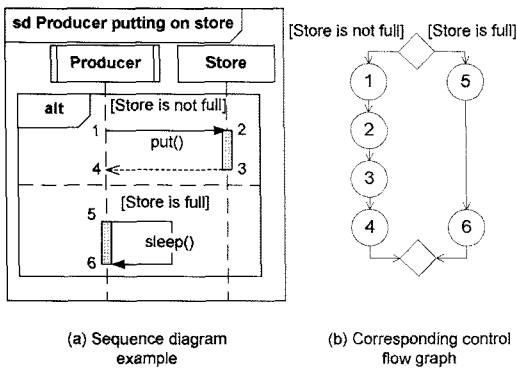 sd Producer putting on store
Producer
Store
alt
[Store is not full]
1
2
put()
4
3
[Store is full]
5
sleep()
6
(a) Sequence diagram
example
[Store is not full]
[Store is full]
1
5
2
3
4
6
(b) Corresponding control
flow graph